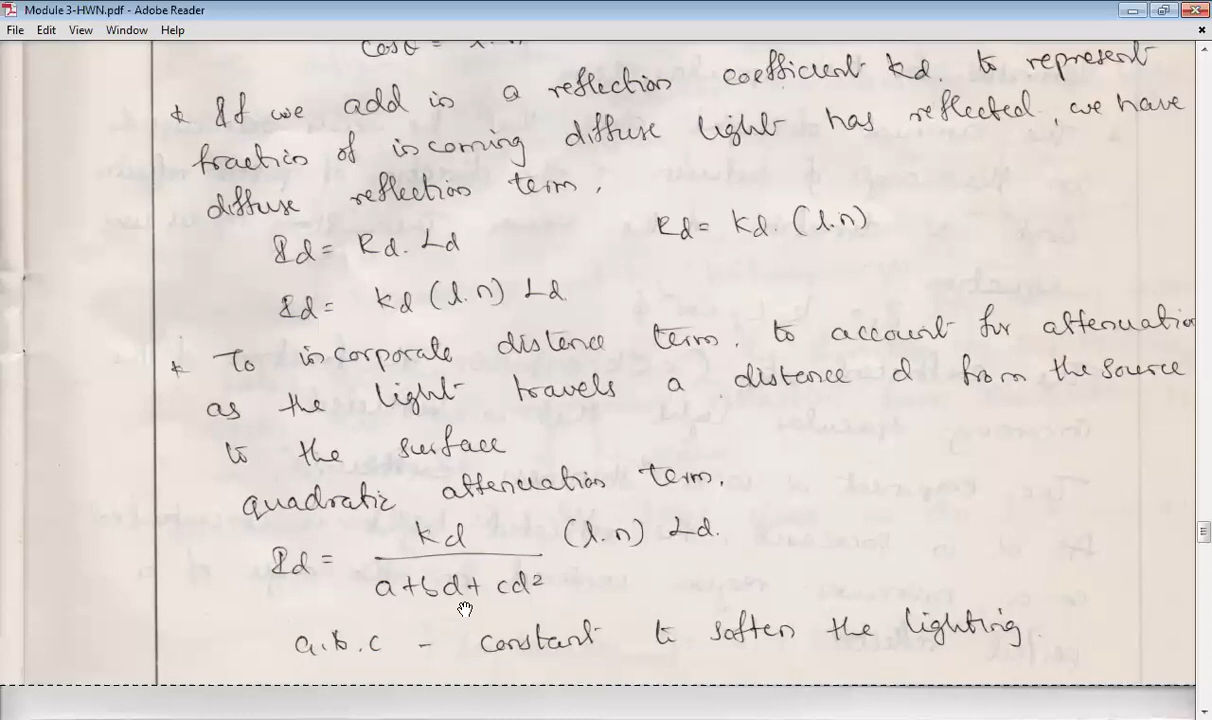 Module 3-HWN.pdf - Adobe Reader
File Edit View Window Help
cosθ = l.n
* If we add in a reflection coefficient kd. to represent
fraction of incoming diffuse light has reflected, we have
diffuse reflection term,
Id = Rd. Ld Rd = kd. (l.n)
Id = kd (l.n) Ld.
* To incorporate distence term. to account for attenuation
as the light travels a distence d from the source
to the surface
quadratic attenuation term.
Id = kd / a+bd+cd² (l.n) Ld.
a.b.c - constant to soften the lighting.